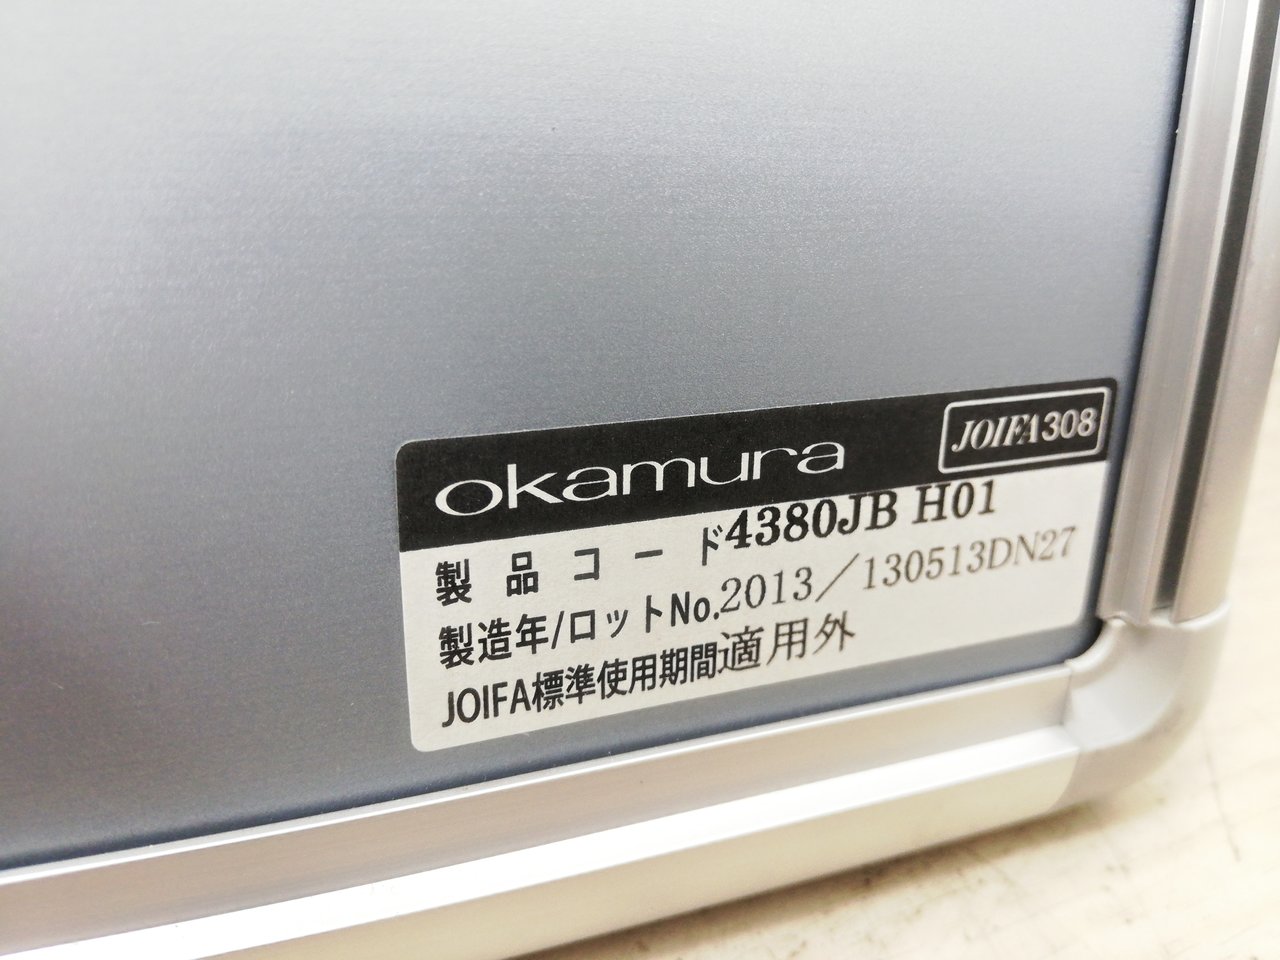 okamura JOIFA308
製品コード4380JB H01
製造年/ロットNo.2013／130513DN27
JOIFA標準使用期間適用外